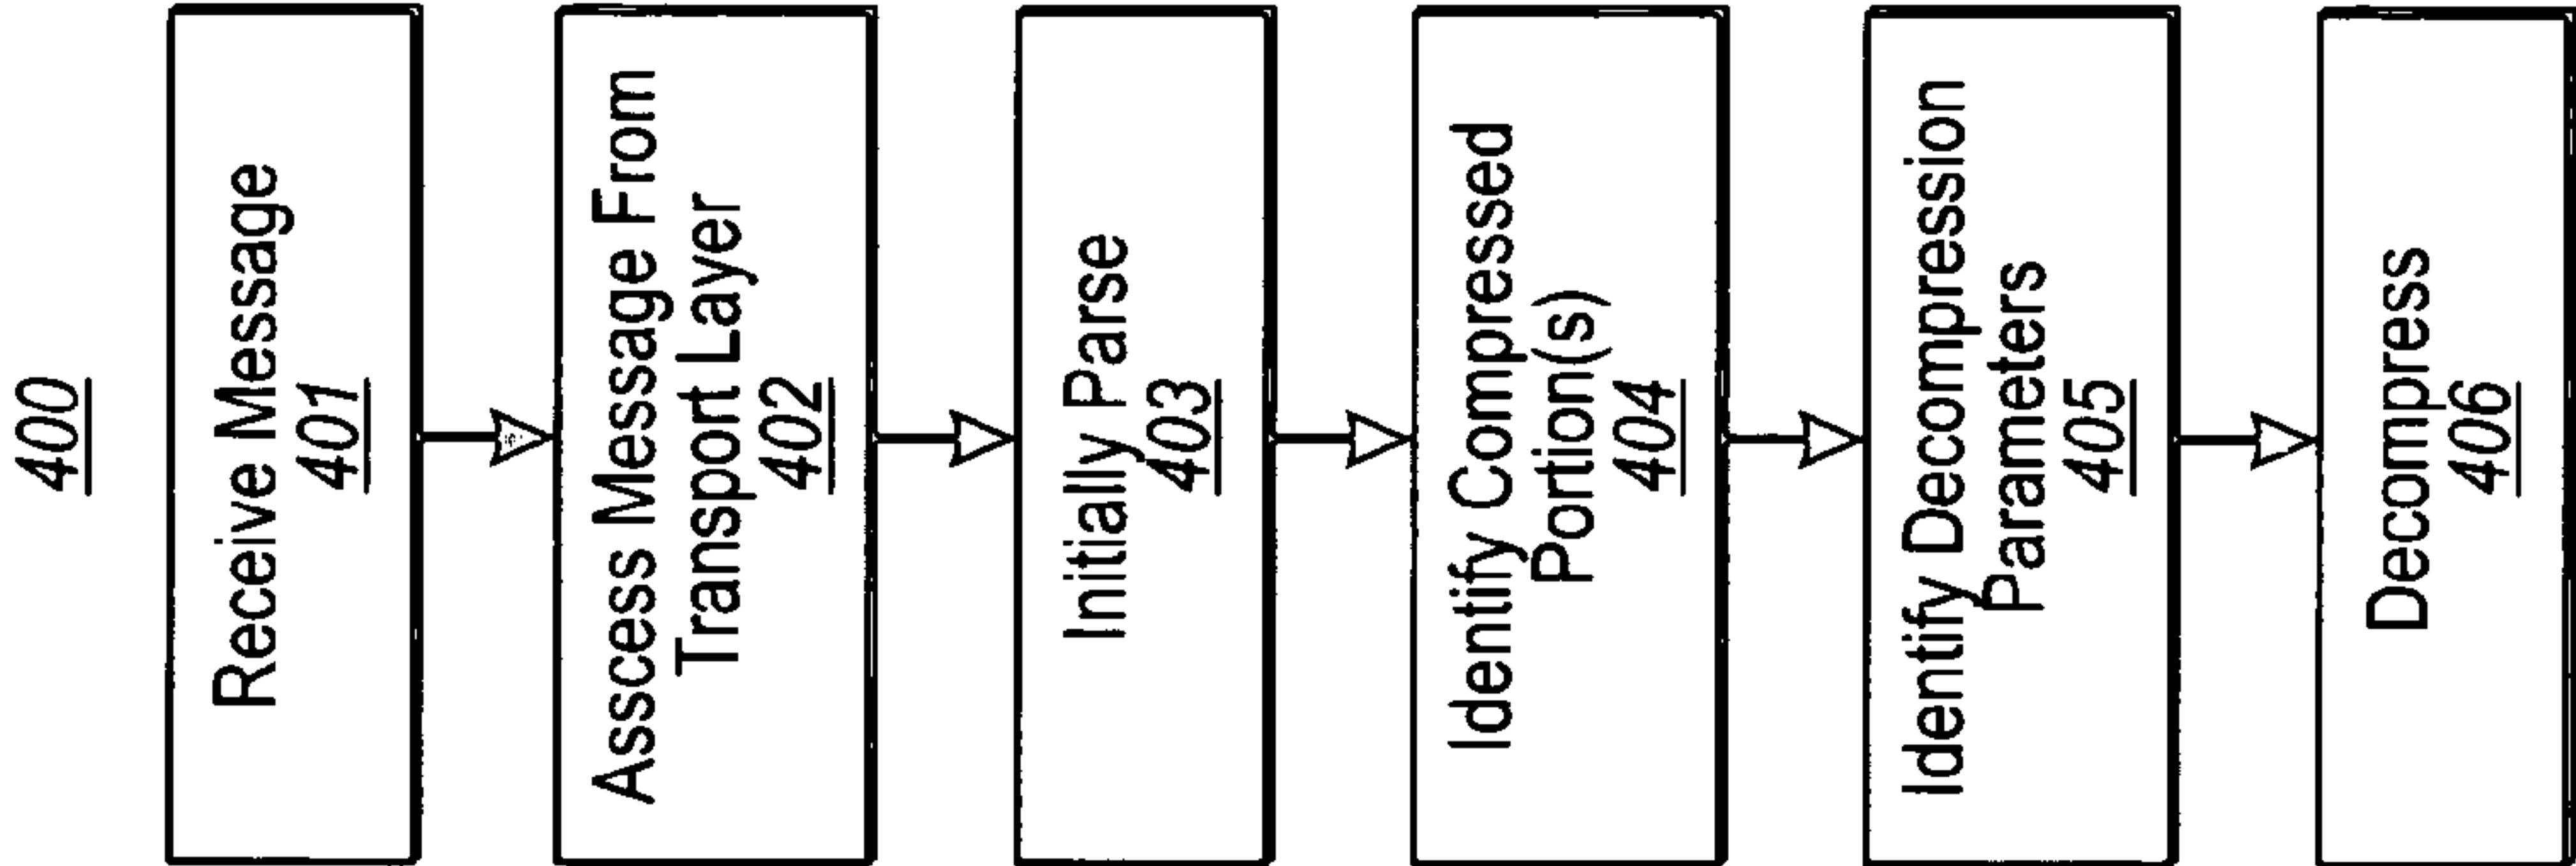 400
Receive Message
401
Asscess Message From
Transport Layer
402
Initially Parse
403
Identify Compressed
Portion(s)
404
Identify Decompression
Parameters
405
Decompress
406